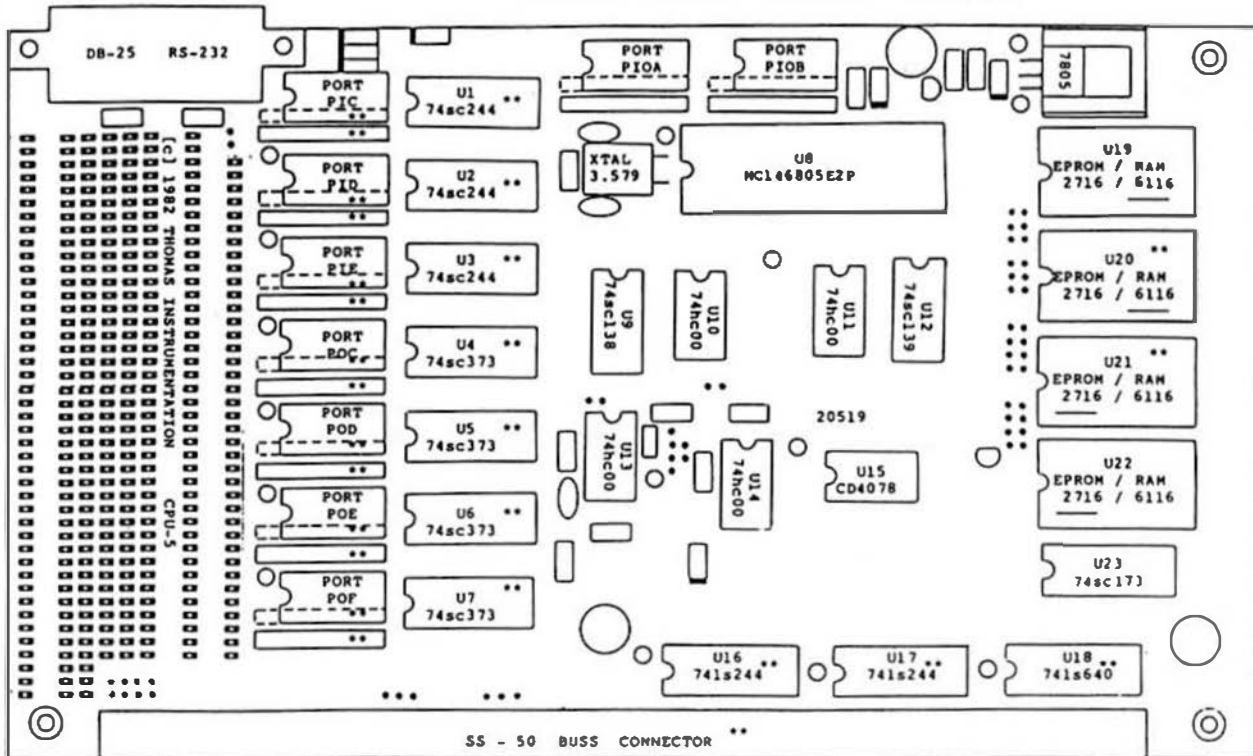 DB-25 RS-232
PORT
PIC
U1 **
74sc244
**
PORT
PIOA
PORT
PIOB
7805
(c) 1982 THOMAS INSTRUMENTATION CPU-5
PORT
PID
**
**
U2 **
74sc244
XTAL
3.579
U8
MC146805E2P
U19
EPROM / RAM
2716 / 6116
PORT
PIE
**
**
U3 **
74sc244
U9
74sc138
U10
74hc00
U11
74hc00
U12
74sc139
U20 **
EPROM / RAM
2716 / 6116
PORT
POC
**
**
U4 **
74sc373
U21 **
EPROM / RAM
2716 / 6116
PORT
POD
**
**
U5 **
74sc373
U13
74hc00
U14
74hc00
20519
U15
CD4078
U22
EPROM / RAM
2716 / 6116
PORT
POE
**
**
U6 **
74sc373
U23
74sc173
PORT
POF
**
**
U7 **
74sc373
U16 **
74ls244
U17 **
74ls244
U18 **
74ls640
SS - 50 BUSS CONNECTOR **